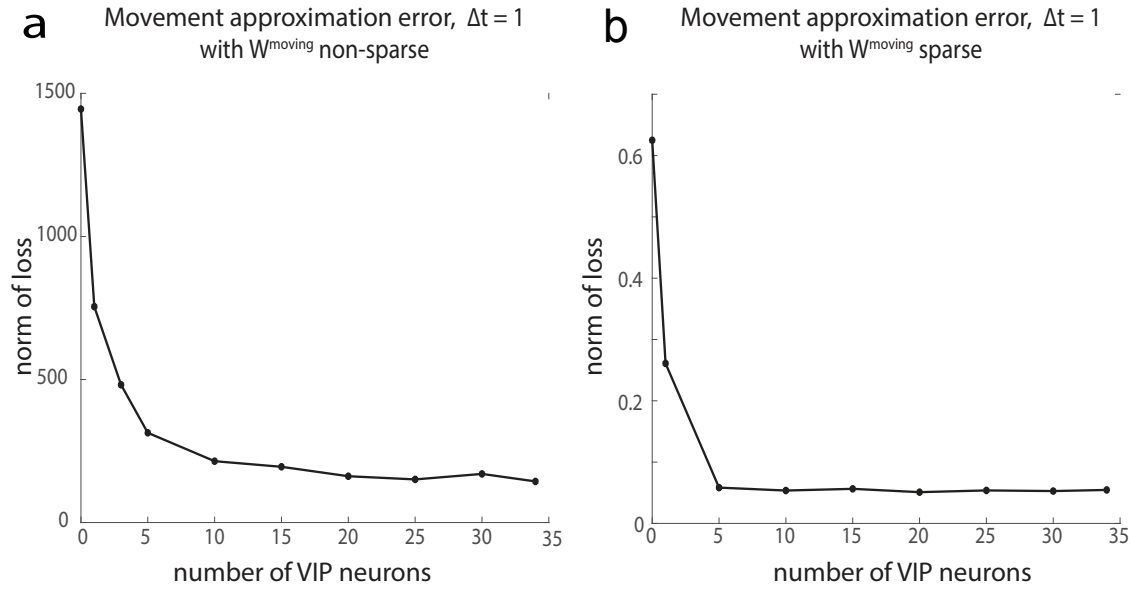 a
Movement approximation error, Δt = 1
with W^moving non-sparse
norm of loss
1500
1000
500
0
0 5 10 15 20 25 30 35
number of VIP neurons
b
Movement approximation error, Δt = 1
with W^moving sparse
norm of loss
0.6
0.4
0.2
0
0 5 10 15 20 25 30 35
number of VIP neurons